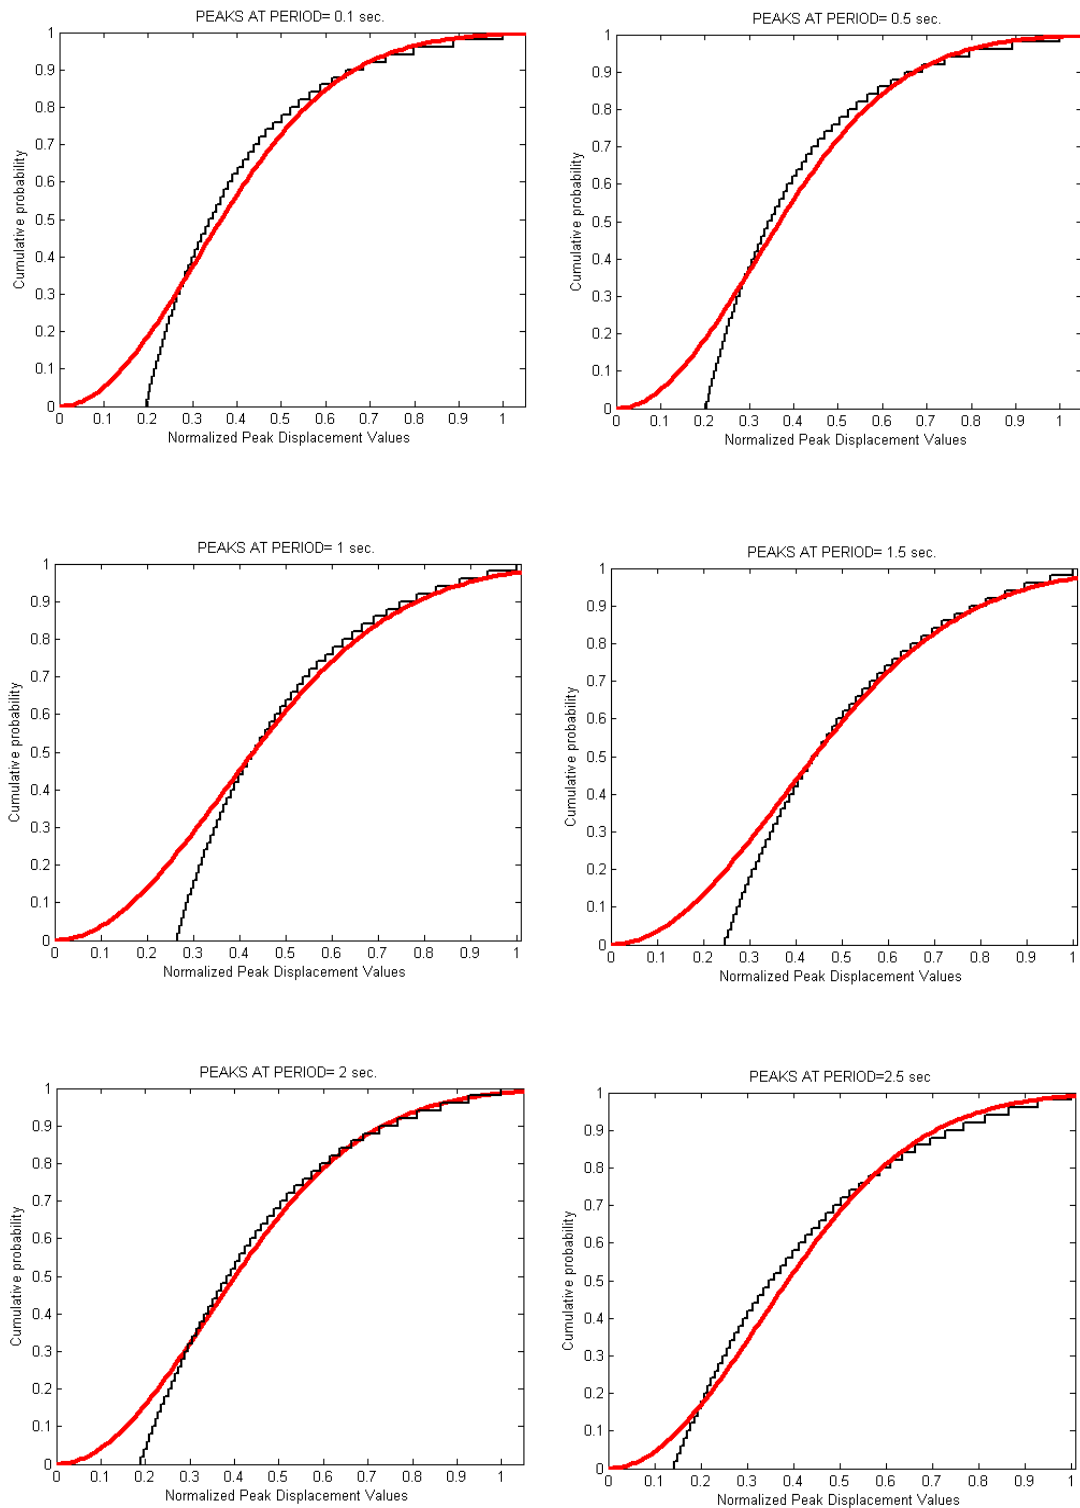 PEAKS AT PERIOD= 0.1 sec.
1
0.9
0.8
0.7
0.6
0.5
0.4
0.3
0.2
0.1
0
Cumulative probability
0 0.1 0.2 0.3 0.4 0.5 0.6 0.7 0.8 0.9 1
Normalized Peak Displacement Values
PEAKS AT PERIOD= 0.5 sec.
1
0.9
0.8
0.7
0.6
0.5
0.4
0.3
0.2
0.1
0
Cumulative probability
0 0.1 0.2 0.3 0.4 0.5 0.6 0.7 0.8 0.9 1
Normalized Peak Displacement Values
PEAKS AT PERIOD= 1 sec.
1
0.9
0.8
0.7
0.6
0.5
0.4
0.3
0.2
0.1
0
Cumulative probability
0 0.1 0.2 0.3 0.4 0.5 0.6 0.7 0.8 0.9 1
Normalized Peak Displacement Values
PEAKS AT PERIOD= 1.5 sec.
1
0.9
0.8
0.7
0.6
0.5
0.4
0.3
0.2
0.1
0
Cumulative probability
0 0.1 0.2 0.3 0.4 0.5 0.6 0.7 0.8 0.9 1
Normalized Peak Displacement Values
PEAKS AT PERIOD= 2 sec.
1
0.9
0.8
0.7
0.6
0.5
0.4
0.3
0.2
0.1
0
Cumulative probability
0 0.1 0.2 0.3 0.4 0.5 0.6 0.7 0.8 0.9 1
Normalized Peak Displacement Values
PEAKS AT PERIOD=2.5 sec
1
0.9
0.8
0.7
0.6
0.5
0.4
0.3
0.2
0.1
0
Cumulative probability
0 0.1 0.2 0.3 0.4 0.5 0.6 0.7 0.8 0.9 1
Normalized Peak Displacement Values